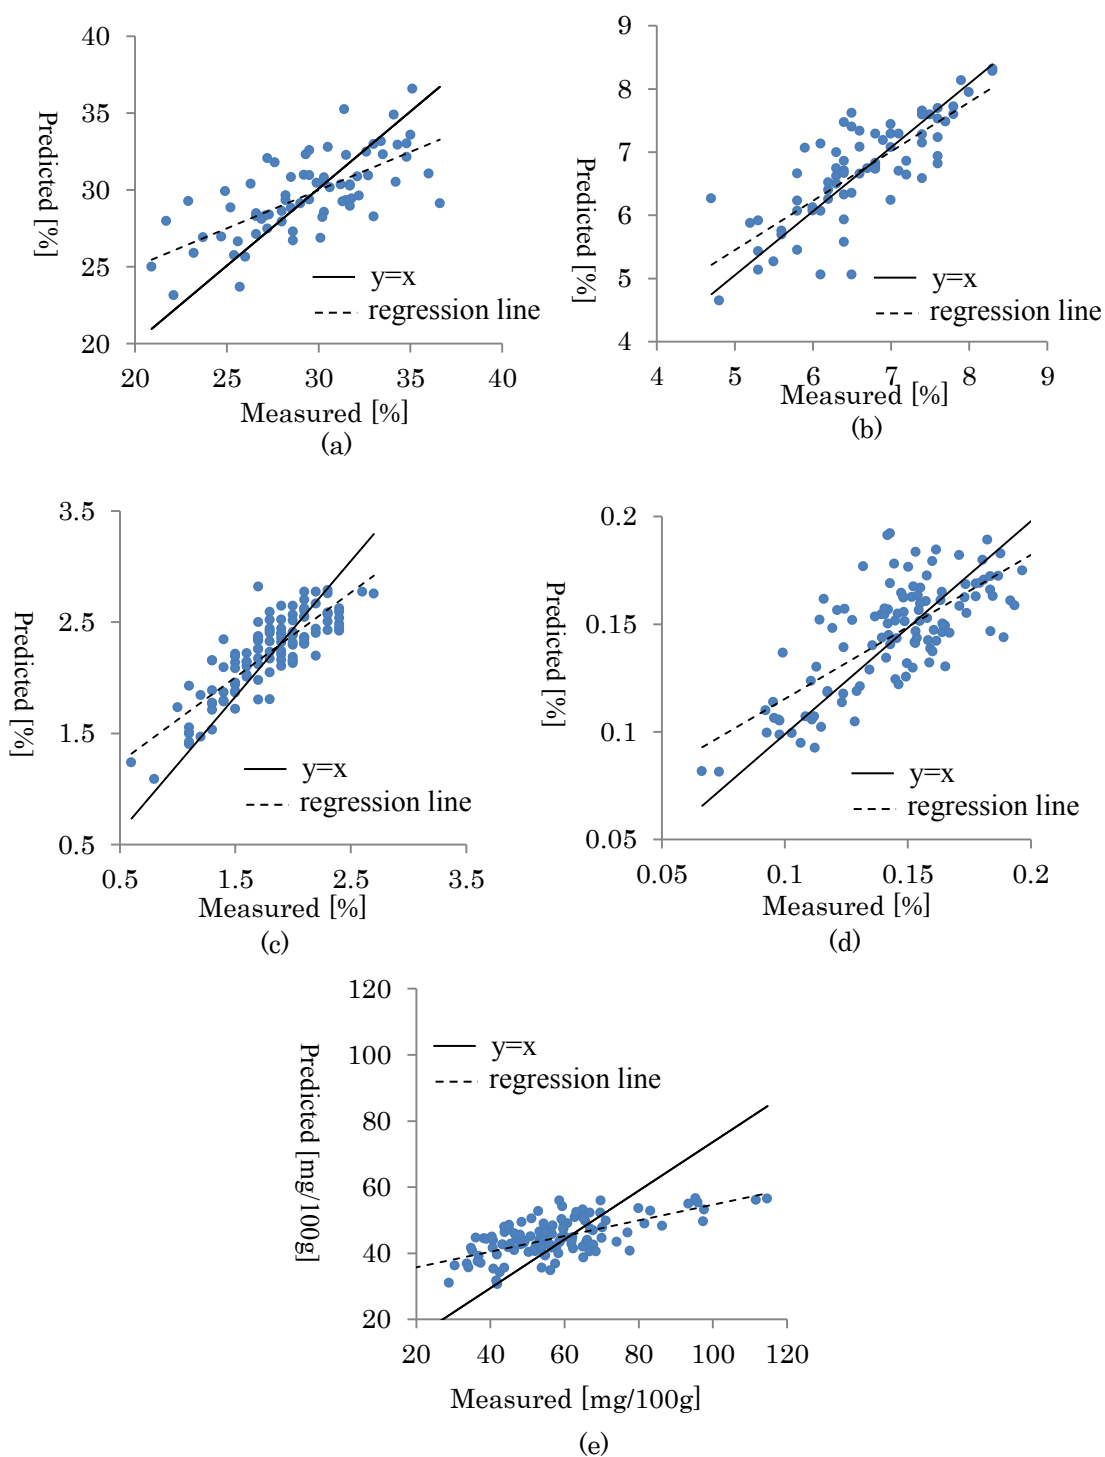 40
35
30
25
20
20 25 30 35 40
Predicted [%]
Measured [%]
y=x
regression line
(a)
9
8
7
6
5
4
4 5 6 7 8 9
Predicted [%]
Measured [%]
y=x
regression line
(b)
3.5
2.5
1.5
0.5
0.5 1.5 2.5 3.5
Predicted [%]
Measured [%]
y=x
regression line
(c)
0.2
0.15
0.1
0.05
0.05 0.1 0.15 0.2
Predicted [%]
Measured [%]
y=x
regression line
(d)
120
100
80
60
40
20
20 40 60 80 100 120
Predicted [mg/100g]
Measured [mg/100g]
y=x
regression line
(e)